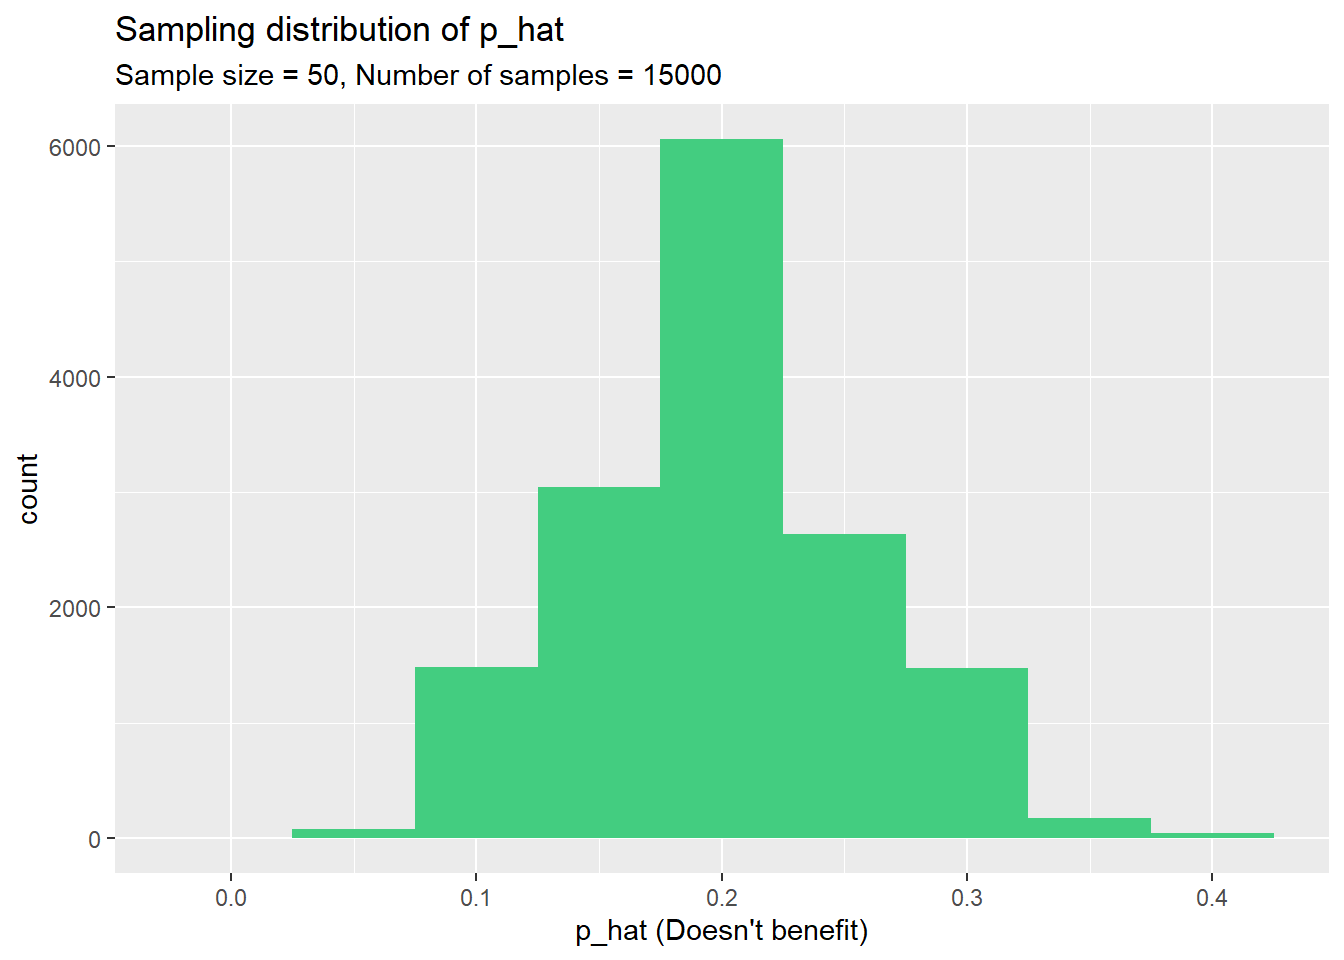 Sampling distribution of p_hat
Sample size = 50, Number of samples = 15000
6000
4000
2000
0
count
0.0 0.1 0.2 0.3 0.4
p_hat (Doesn't benefit)